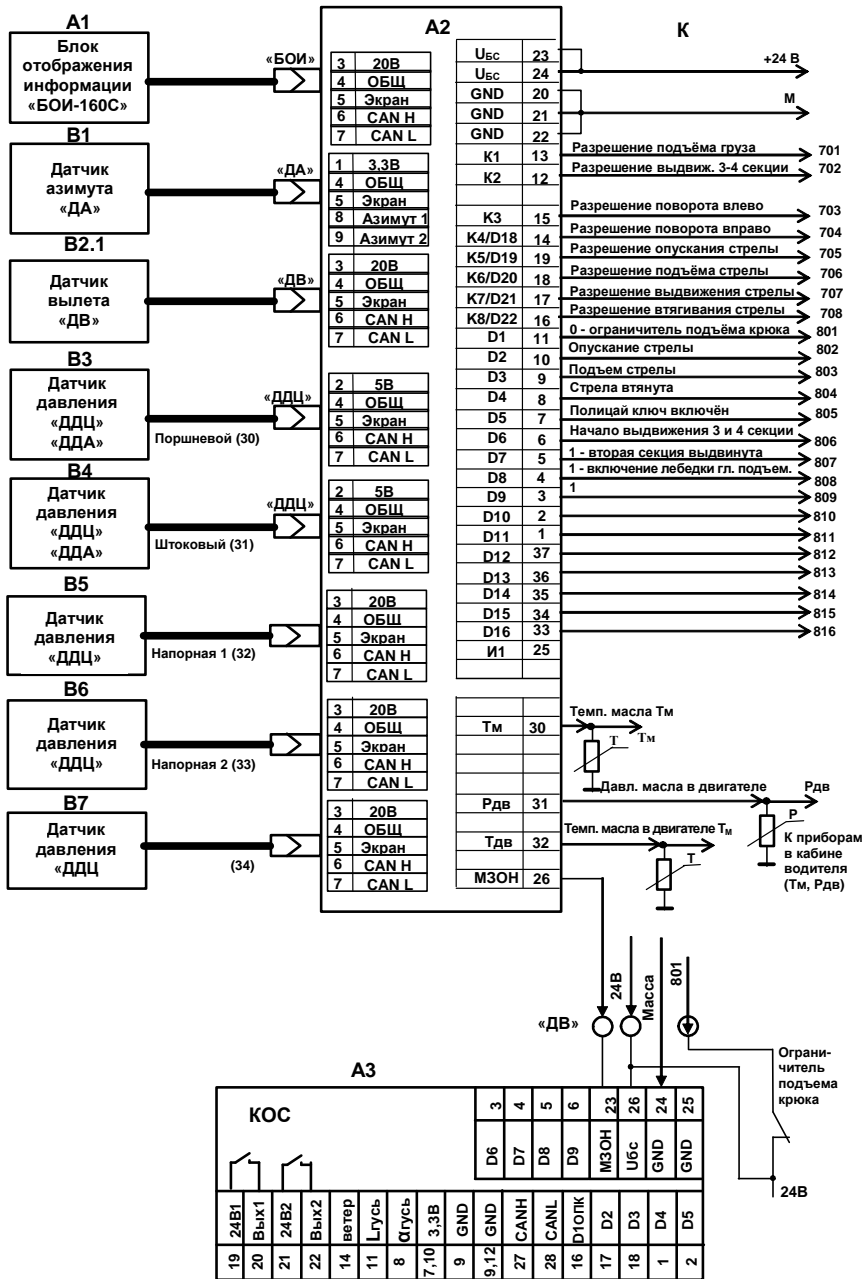 А1
Блок
отображения
информации
«БОИ-160С»
«БОИ»
В1
Датчик
азимута
«ДА»
«ДА»
В2.1
Датчик
вылета
«ДВ»
«ДВ»
В3
Датчик
давления
«ДДЦ»
«ДДА»
«ДДЦ»
Поршневой (30)
В4
Датчик
давления
«ДДЦ»
«ДДА»
«ДДЦ»
Штоковый (31)
В5
Датчик
давления
«ДДЦ»
Напорная 1 (32)
В6
Датчик
давления
«ДДЦ»
Напорная 2 (33)
В7
Датчик
давления
«ДДЦ
(34)
А2
3 20В
4 ОБЩ
5 Экран
6 CAN H
7 CAN L
1 3,3В
4 ОБЩ
5 Экран
8 Азимут 1
9 Азимут 2
3 20В
4 ОБЩ
5 Экран
6 CAN H
7 CAN L
2 5В
4 ОБЩ
5 Экран
6 CAN H
7 CAN L
2 5В
4 ОБЩ
5 Экран
6 CAN H
7 CAN L
3 20В
4 ОБЩ
5 Экран
6 CAN H
7 CAN L
3 20В
4 ОБЩ
5 Экран
6 CAN H
7 CAN L
3 20В
4 ОБЩ
5 Экран
6 CAN H
7 CAN L
К
UБС 23
UБС 24 +24 В
GND 20
GND 21 М
GND 22
К1 13 Разрешение подъёма груза 701
К2 12 Разрешение выдвиж. 3-4 секции 702
К3 15 Разрешение поворота влево 703
К4/D18 14 Разрешение поворота вправо 704
К5/D19 19 Разрешение опускания стрелы 705
К6/D20 18 Разрешение подъёма стрелы 706
К7/D21 17 Разрешение выдвижения стрелы 707
К8/D22 16 Разрешение втягивания стрелы 708
D1 11 0 - ограничитель подъёма крюка 801
D2 10 Опускание стрелы 802
D3 9 Подъем стрелы 803
D4 8 Стрела втянута 804
D5 7 Полицай ключ включён 805
D6 6 Начало выдвижения 3 и 4 секции 806
D7 5 1 - вторая секция выдвинута 807
D8 4 1 - включение лебедки гл. подъем. 808
D9 3 1 809
D10 2 810
D11 1 811
D12 37 812
D13 36 813
D14 35 814
D15 34 815
D16 33 816
И1 25
Тм 30 Темп. масла Тм
Т Тм
Рдв 31 Давл. масла в двигателе Рдв
Р
К приборам
в кабине
водителя
(Тм, Рдв)
Тдв 32 Темп. масла в двигателе Тм
Т
МЗОН 26
«ДВ»
24В
Масса
801
Ограни-
читель
подъема
крюка
24В
А3
КОС
3 4 5 6 23 26 24 25
D6 D7 D8 D9 МЗОН Uбс GND GND
24В1 Вых1 24В2 Вых2 ветер Lгусь αгусь 3,3В GND GND CANH CANL D1ОПК D2 D3 D4 D5
19 20 21 22 14 11 8 7,10 9 9,12 27 28 16 17 18 1 2